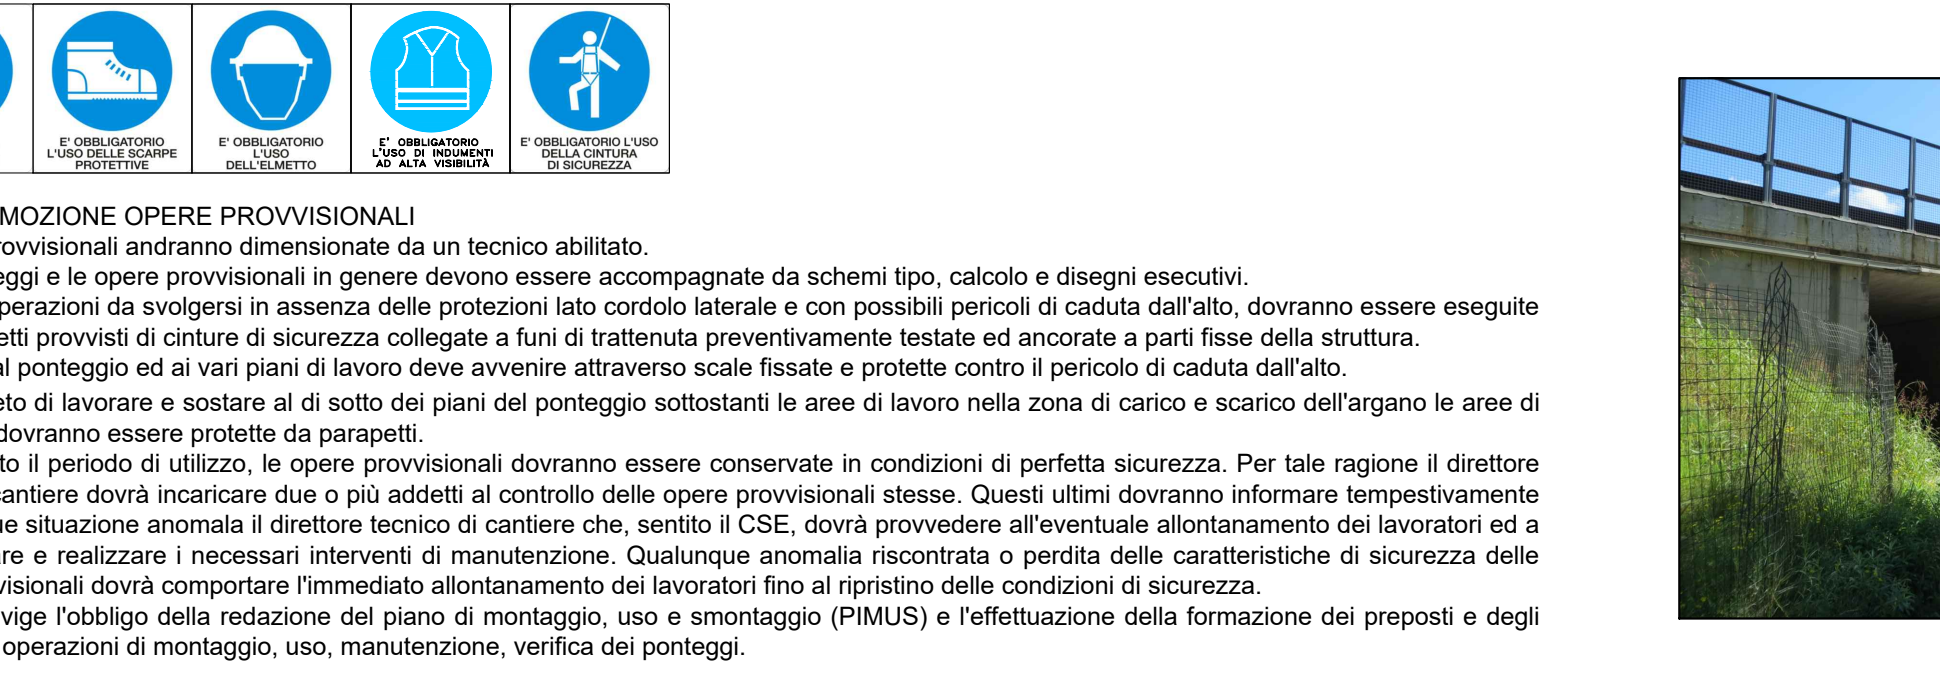 E' OBBLIGATORIO
L'USO DELLE SCARPE
PROTETTIVE
E' OBBLIGATORIO
L'USO
DELL'ELMETTO
E' OBBLIGATORIO
L'USO DI INDUMENTI
AD ALTA VISIBILITÀ
E' OBBLIGATORIO L'USO
DELLA CINTURA
DI SICUREZZA
MOZIONE OPERE PROVVISIONALI
rovvisionali andranno dimensionate da un tecnico abilitato.
eggi e le opere provvisionali in genere devono essere accompagnate da schemi tipo, calcolo e disegni esecutivi.
perazioni da svolgersi in assenza delle protezioni lato cordolo laterale e con possibili pericoli di caduta dall'alto, dovranno essere eseguite
etti provvisti di cinture di sicurezza collegate a funi di trattenuta preventivamente testate ed ancorate a parti fisse della struttura.
al ponteggio ed ai vari piani di lavoro deve avvenire attraverso scale fissate e protette contro il pericolo di caduta dall'alto.
eto di lavorare e sostare al di sotto dei piani del ponteggio sottostanti le aree di lavoro nella zona di carico e scarico dell'argano le aree di
dovranno essere protette da parapetti.
to il periodo di utilizzo, le opere provvisionali dovranno essere conservate in condizioni di perfetta sicurezza. Per tale ragione il direttore
cantiere dovrà incaricare due o più addetti al controllo delle opere provvisionali stesse. Questi ultimi dovranno informare tempestivamente
ue situazione anomala il direttore tecnico di cantiere che, sentito il CSE, dovrà provvedere all'eventuale allontanamento dei lavoratori ed a
are e realizzare i necessari interventi di manutenzione. Qualunque anomalia riscontrata o perdita delle caratteristiche di sicurezza delle
visionali dovrà comportare l'immediato allontanamento dei lavoratori fino al ripristino delle condizioni di sicurezza.
vige l'obbligo della redazione del piano di montaggio, uso e smontaggio (PIMUS) e l'effettuazione della formazione dei preposti e degli
operazioni di montaggio, uso, manutenzione, verifica dei ponteggi.